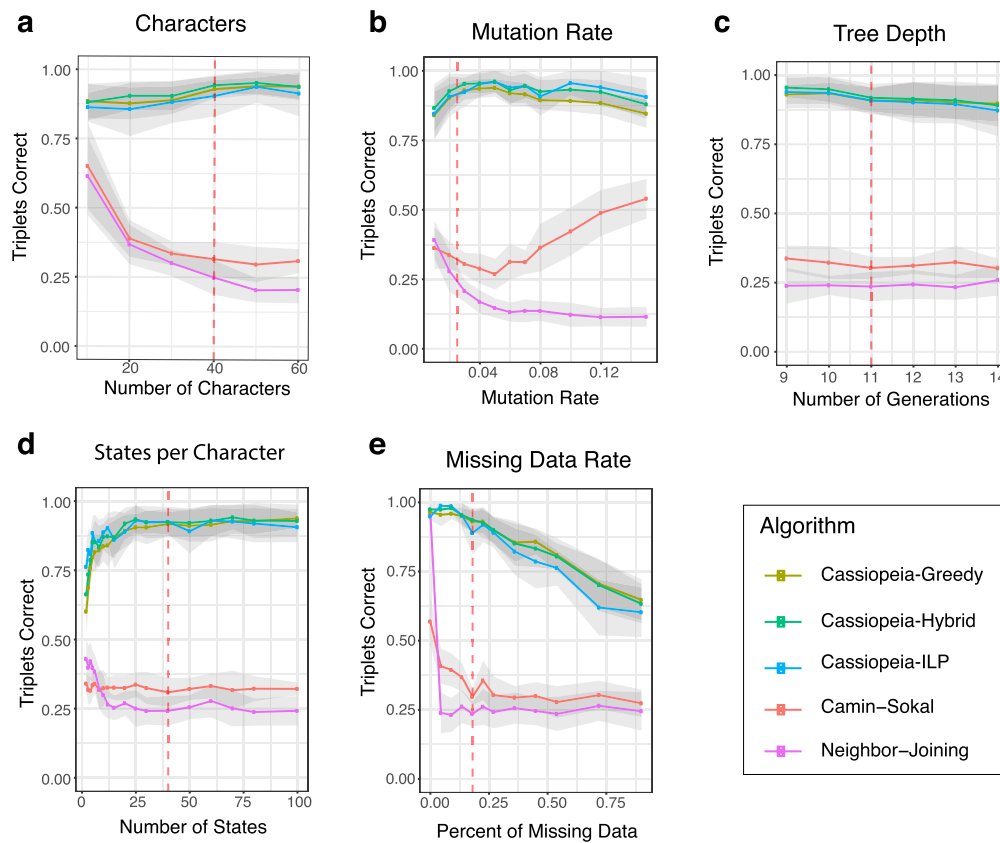 a
Characters
Triplets Correct
1.00
0.75
0.50
0.25
0.00
20
40
60
Number of Characters
b
Mutation Rate
Triplets Correct
1.00
0.75
0.50
0.25
0.00
0.04
0.08
0.12
Mutation Rate
c
Tree Depth
Triplets Correct
1.00
0.75
0.50
0.25
0.00
9
10
11
12
13
14
Number of Generations
d
States per Character
Triplets Correct
1.00
0.75
0.50
0.25
0.00
0
25
50
75
100
Number of States
e
Missing Data Rate
Triplets Correct
1.00
0.75
0.50
0.25
0.00
0.00
0.25
0.50
0.75
Percent of Missing Data
Algorithm
Cassiopeia-Greedy
Cassiopeia-Hybrid
Cassiopeia-ILP
Camin–Sokal
Neighbor–Joining